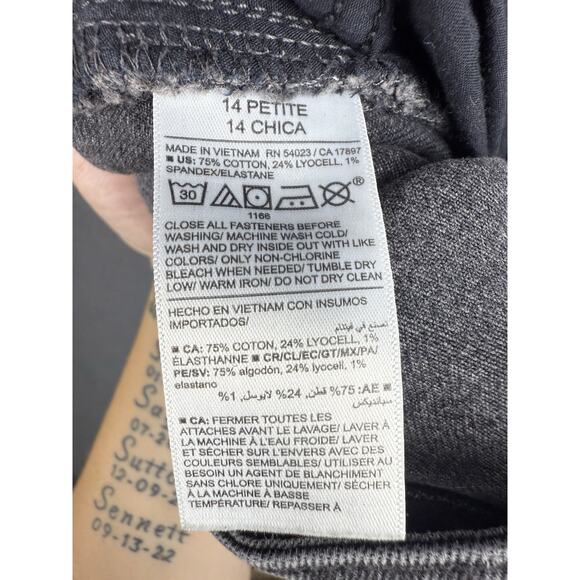 14 PETITE
14 CHICA
MADE IN VIETNAM RN 54023 / CA 17897
■ US: 75% COTTON, 24% LYOCELL, 1%
SPANDEX/ELASTANE
30
1166
CLOSE ALL FASTENERS BEFORE
WASHING/ MACHINE WASH COLD/
WASH AND DRY INSIDE OUT WITH LIKE
COLORS/ ONLY NON-CHLORINE
BLEACH WHEN NEEDED/ TUMBLE DRY
LOW/ WARM IRON/ DO NOT DRY CLEAN
HECHO EN VIETNAM CON INSUMOS
IMPORTADOS/
صنع في فيتنام
■ CA: 75% COTON, 24% LYOCELL, 1%
ÉLASTHANNE ■ CR/CL/EC/GT/MX/PA/
PE/SV: 75% algodón, 24% lyocell, 1%
elastano
■ AE: 75% قطن, 24% لايوسل, 1%
سباندیکس
■ CA: FERMER TOUTES LES
ATTACHES AVANT LE LAVAGE/ LAVER À
LA MACHINE À L'EAU FROIDE/ LAVER
ET SÉCHER SUR L'ENVERS AVEC DES
COULEURS SEMBLABLES/ UTILISER AU
BESOIN UN AGENT DE BLANCHIMENT
SANS CHLORE UNIQUEMENT/ SÉCHER
À LA MACHINE À BASSE
TEMPÉRATURE/ REPASSER À
07-2
Sutto
12-09-
Sennett
09-13-22